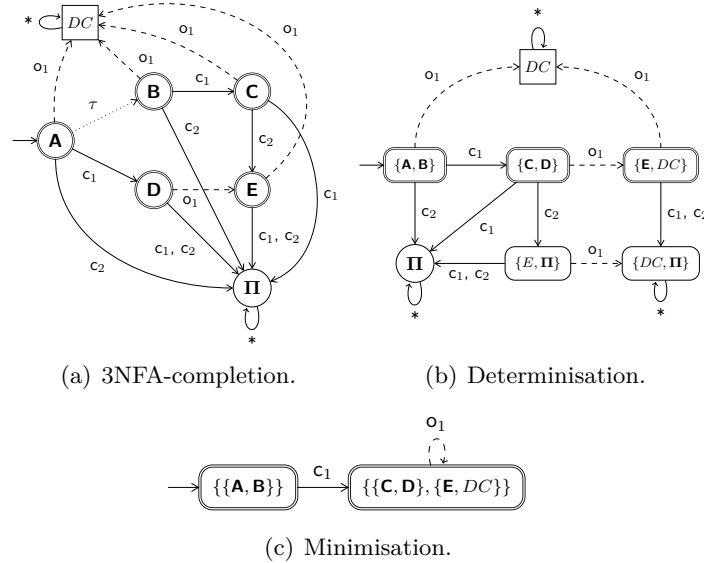 *
DC
o₁
o₁
o₁
o₁
B
c₁
C
τ
c₂
c₂
A
c₁
D
o₁
E
c₁
c₁, c₂
c₁, c₂
c₂
Π
*
(a) 3NFA-completion.
*
DC
o₁
o₁
{A, B}
c₁
{C, D}
o₁
{E, DC}
c₂
c₁
c₂
c₁, c₂
Π
c₁, c₂
{E, Π}
o₁
{DC, Π}
*
*
(b) Determinisation.
o₁
{{A, B}}
c₁
{{C, D}, {E, DC}}
(c) Minimisation.